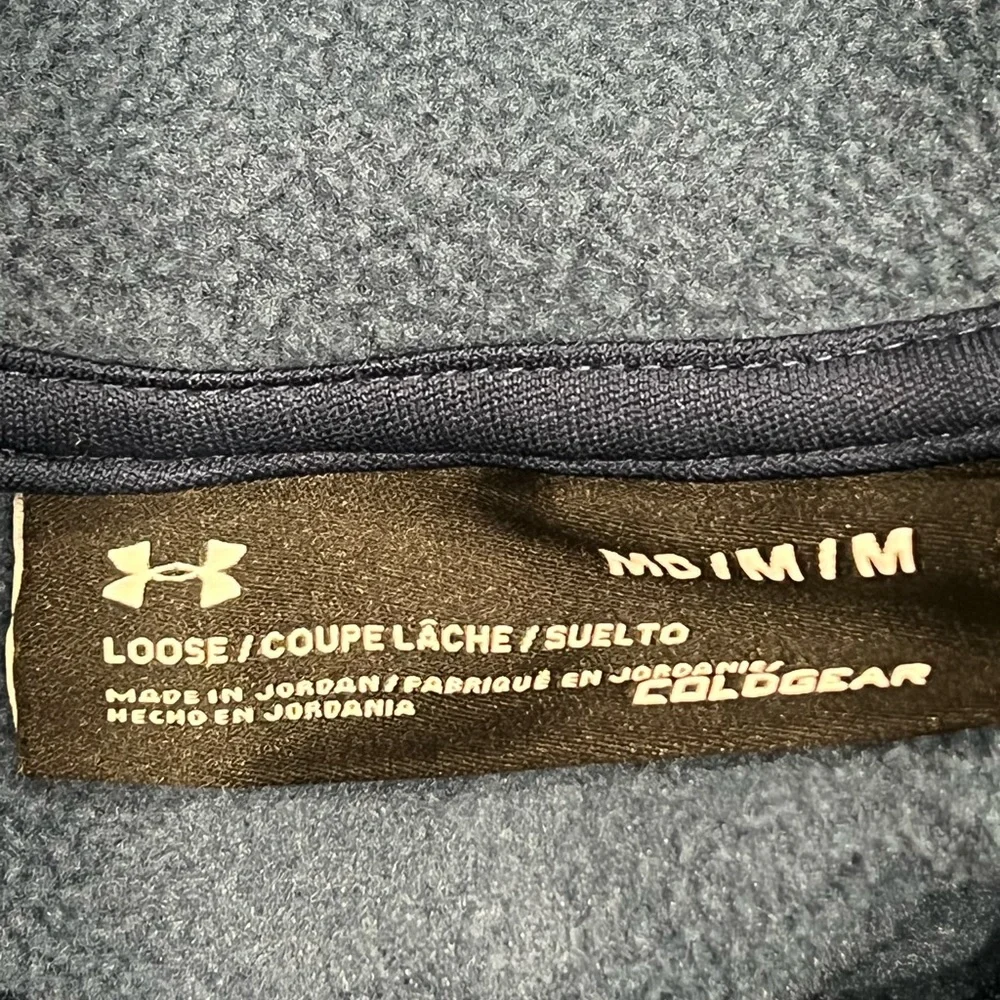 MD / M / M
LOOSE / COUPE LÂCHE / SUELTO
MADE IN JORDAN / FABRIQUÉ EN JORDANIE /
HECHO EN JORDANIA
COLDGEAR